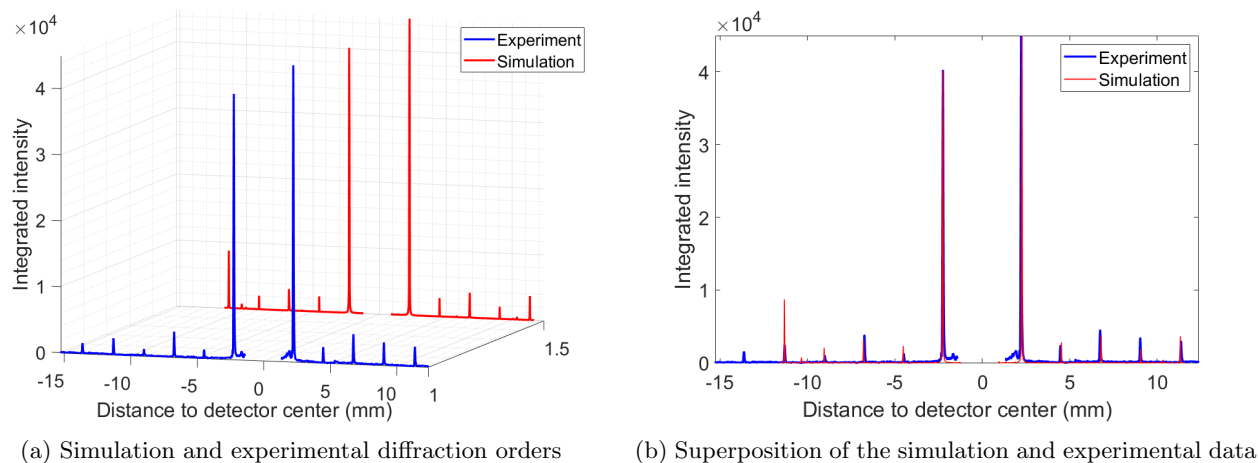 ×10⁴
Experiment
Simulation
Integrated intensity
4
3
2
1
0
-15
-10
-5
0
5
10
1
1.5
Distance to detector center (mm)
(a) Simulation and experimental diffraction orders
×10⁴
Experiment
Simulation
Integrated intensity
4
3
2
1
0
-15
-10
-5
0
5
10
Distance to detector center (mm)
(b) Superposition of the simulation and experimental data